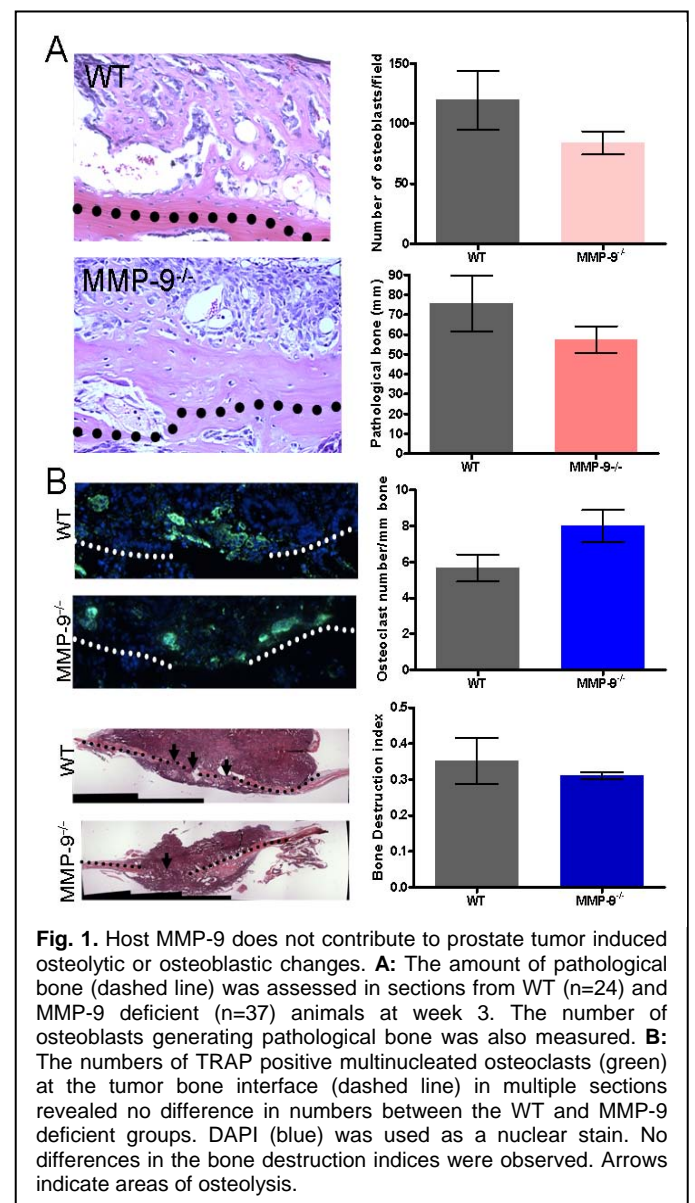 A
WT
MMP-9-/-
Number of osteoblasts/field
150
100
50
0
WT
MMP-9-/-
Pathological bone (mm)
90
80
70
60
50
40
30
20
10
0
WT
MMP-9-/-
B
WT
MMP-9-/-
Osteoclast number/mm bone
10
8
6
4
2
0
WT
MMP-9-/-
WT
MMP-9-/-
Bone Destruction index
0.5
0.4
0.3
0.2
0.1
0.0
WT
MMP-9-/-
Fig. 1. Host MMP-9 does not contribute to prostate tumor induced
osteolytic or osteoblastic changes. A: The amount of pathological
bone (dashed line) was assessed in sections from WT (n=24) and
MMP-9 deficient (n=37) animals at week 3. The number of
osteoblasts generating pathological bone was also measured. B:
The numbers of TRAP positive multinucleated osteoclasts (green)
at the tumor bone interface (dashed line) in multiple sections
revealed no difference in numbers between the WT and MMP-9
deficient groups. DAPI (blue) was used as a nuclear stain. No
differences in the bone destruction indices were observed. Arrows
indicate areas of osteolysis.